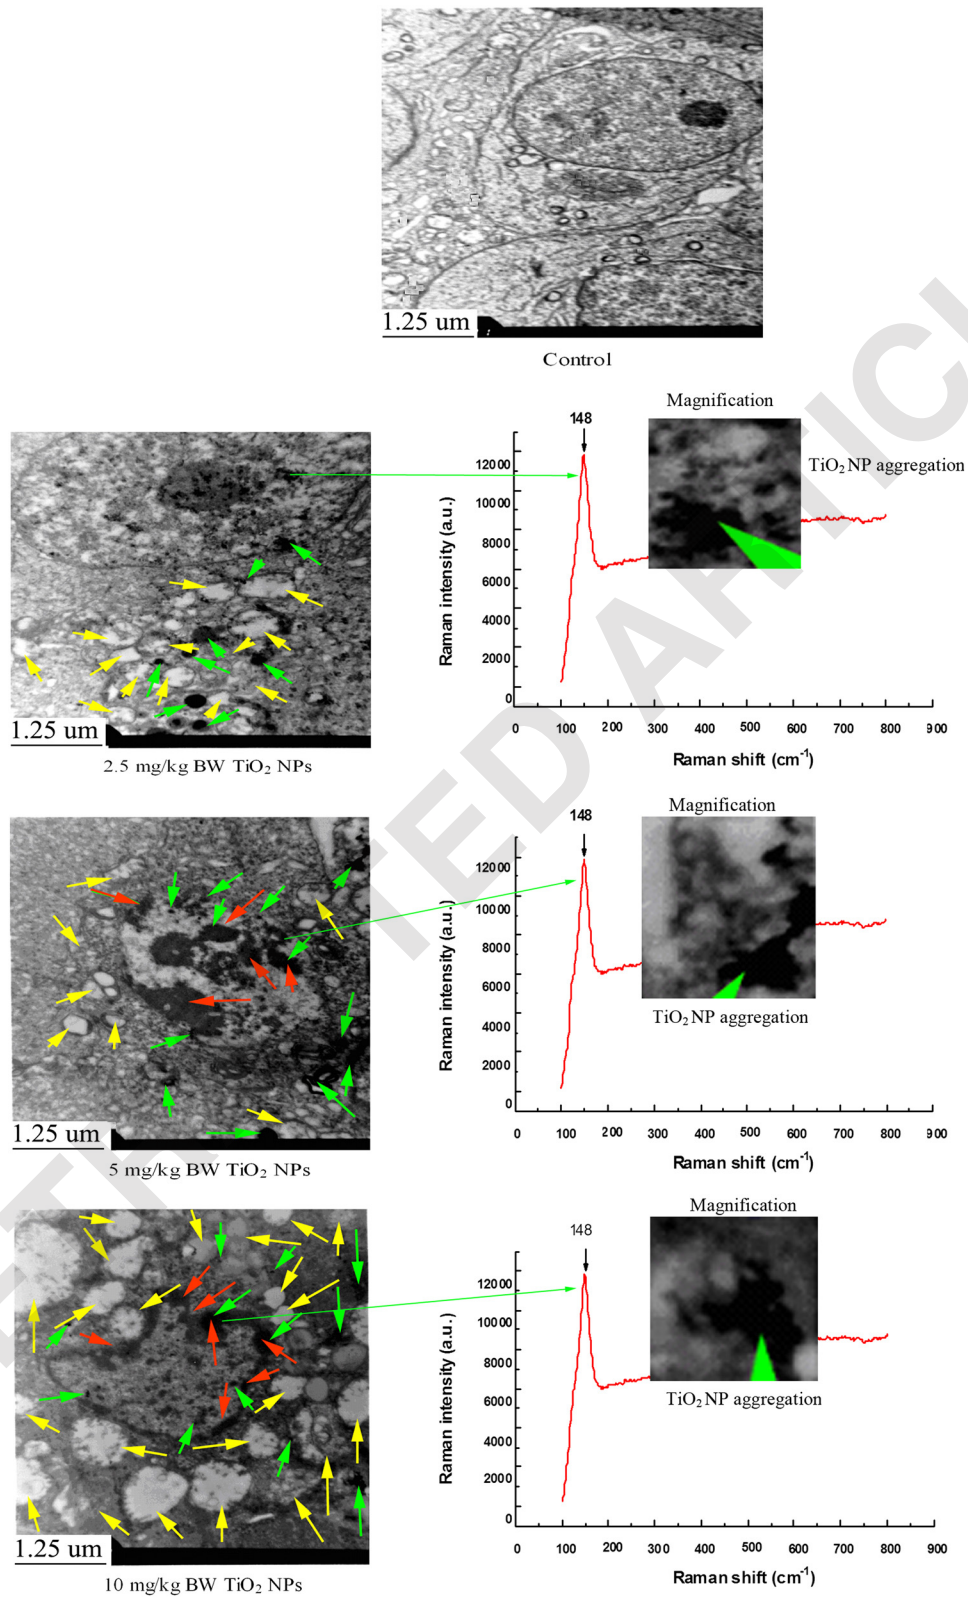 1.25 um
Control
Magnification
148
TiO2 NP aggregation
12000
10000
8000
6000
4000
2000
0
Raman intensity (a.u.)
0 100 200 300 400 500 600 700 800 900
Raman shift (cm-1)
1.25 um
2.5 mg/kg BW TiO2 NPs
Magnification
148
12000
10000
8000
6000
4000
2000
0
Raman intensity (a.u.)
TiO2 NP aggregation
0 100 200 300 400 500 600 700 800 900
Raman shift (cm-1)
1.25 um
5 mg/kg BW TiO2 NPs
Magnification
148
12000
10000
8000
6000
4000
2000
0
Raman intensity (a.u.)
TiO2 NP aggregation
0 100 200 300 400 500 600 700 800 900
Raman shift (cm-1)
1.25 um
10 mg/kg BW TiO2 NPs